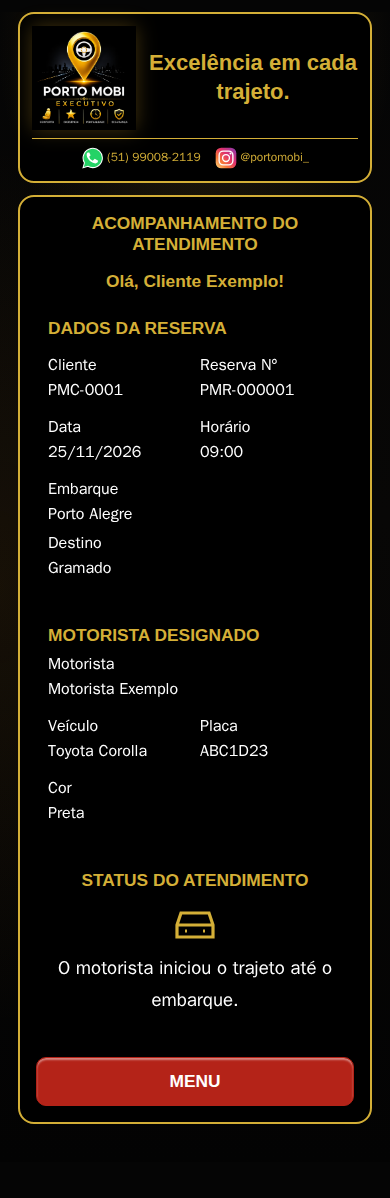 PORTO MOBI
EXECUTIVO
Excelência em cada
trajeto.
(51) 99008-2119 @portomobi_
ACOMPANHAMENTO DO
ATENDIMENTO
Olá, Cliente Exemplo!
DADOS DA RESERVA
Cliente Reserva Nº
PMC-0001 PMR-000001
Data Horário
25/11/2026 09:00
Embarque
Porto Alegre
Destino
Gramado
MOTORISTA DESIGNADO
Motorista
Motorista Exemplo
Veículo Placa
Toyota Corolla ABC1D23
Cor
Preta
STATUS DO ATENDIMENTO
O motorista iniciou o trajeto até o
embarque.
MENU